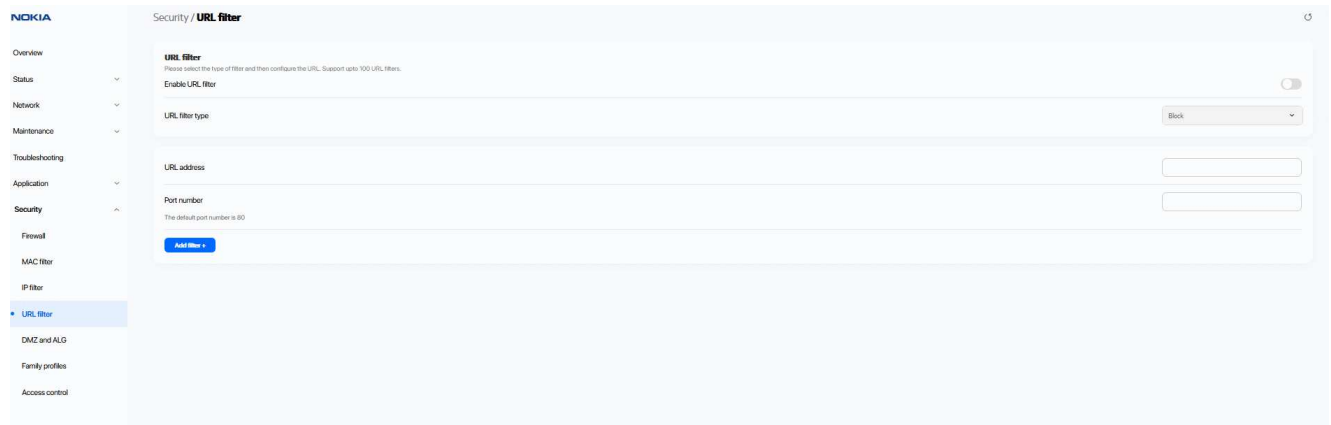 NOKIA
Overview
Status
Network
Maintenance
Troubleshooting
Application
Security
Firewall
MAC filter
IP filter
URL filter
DMZ and ALG
Family profiles
Access control
Security / URL filter
URL filter
Please select the type of filter and then configure the URL. Support upto 100 URL filters.
Enable URL filter
URL filter type
Block
URL address
Port number
The default port number is 80
Add filter +